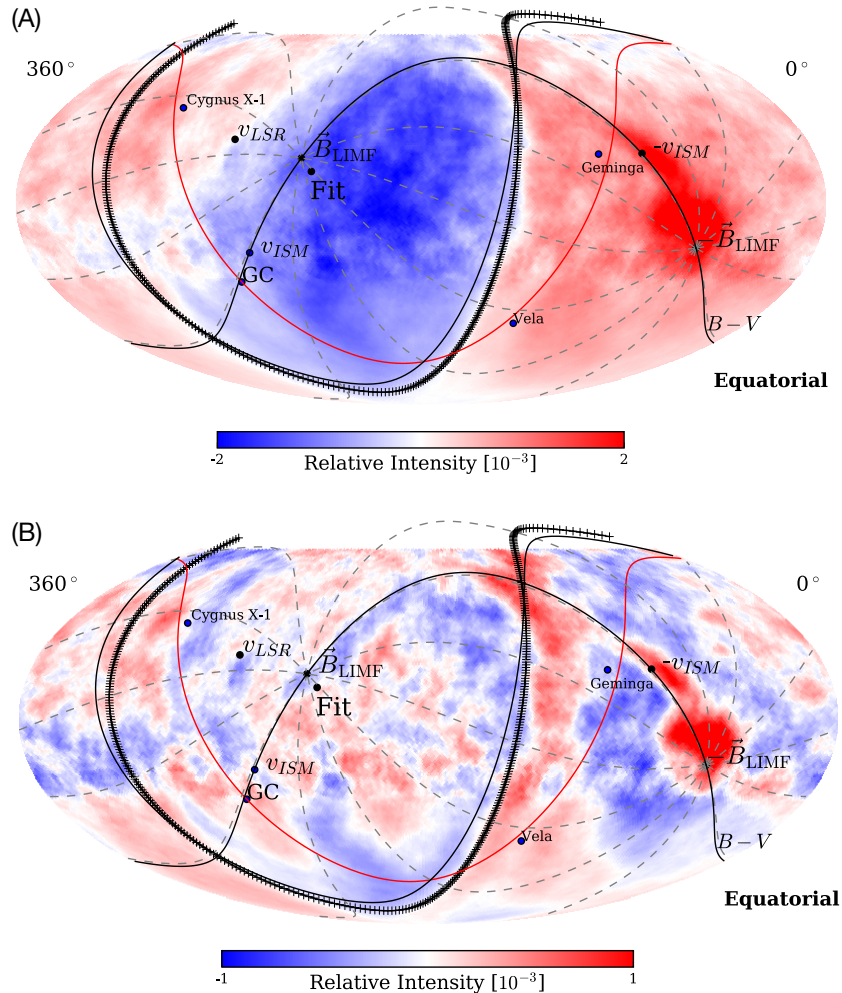 (A)
360° 0°
Cygnus X-1
v_LSR
B⃗_LIMF
-v_ISM
Geminga
Fit
-B⃗_LIMF
v_ISM
GC
Vela
B-V
Equatorial
-2 2
Relative Intensity [10^-3]
(B)
360° 0°
Cygnus X-1
v_LSR
B⃗_LIMF
-v_ISM
Geminga
Fit
-B⃗_LIMF
v_ISM
GC
Vela
B-V
Equatorial
-1 1
Relative Intensity [10^-3]